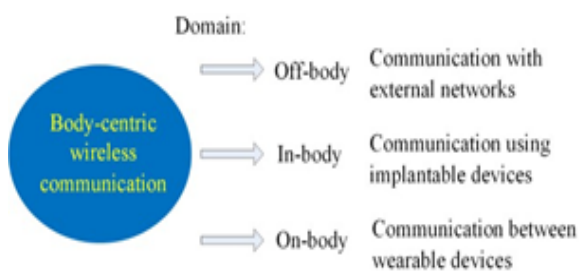 Domain:
Body-centric
wireless
communication
Off-body
Communication with
external networks
In-body
Communication using
implantable devices
On-body
Communication between
wearable devices